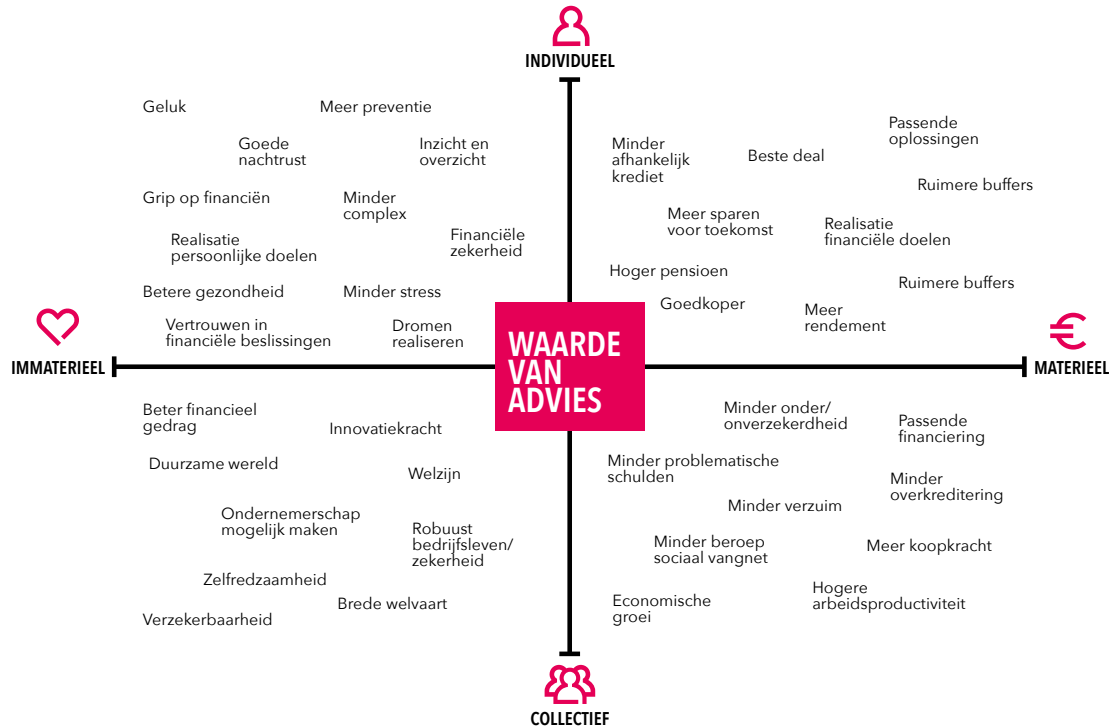 INDIVIDUEEL
Geluk
Meer preventie
Goede
nachtrust
Inzicht en
overzicht
Grip op financiën
Minder
complex
Realisatie
persoonlijke doelen
Financiële
zekerheid
Betere gezondheid
Minder stress
Vertrouwen in
financiële beslissingen
Dromen
realiseren
Passende
oplossingen
Minder
afhankelijk
krediet
Beste deal
Ruimere buffers
Meer sparen
voor toekomst
Realisatie
financiële doelen
Hoger pensioen
Ruimere buffers
Goedkoper
Meer
rendement
IMMATERIEEL
WAARDE
VAN
ADVIES
MATERIEEL
Beter financieel
gedrag
Innovatiekracht
Duurzame wereld
Welzijn
Ondernemerschap
mogelijk maken
Robuust
bedrijfsleven/
zekerheid
Zelfredzaamheid
Brede welvaart
Verzekerbaarheid
Minder onder/
onverzekerdheid
Passende
financiering
Minder problematische
schulden
Minder
overkreditering
Minder verzuim
Minder beroep
sociaal vangnet
Meer koopkracht
Economische
groei
Hogere
arbeidsproductiviteit
COLLECTIEF